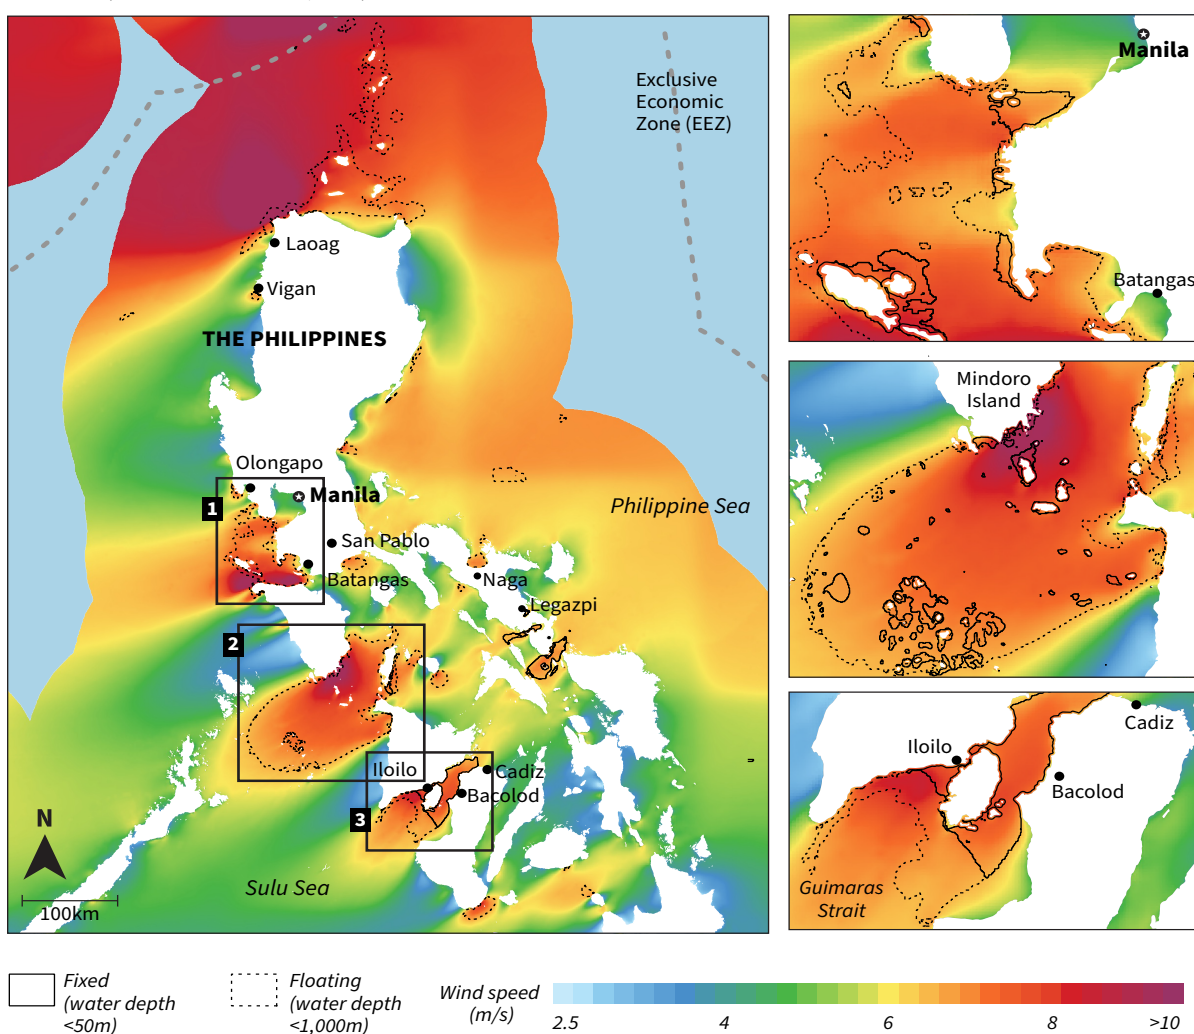 Exclusive
Economic
Zone (EEZ)
Laoag
Vigan
THE PHILIPPINES
Olongapo
Manila
1
San Pablo
Batangas
Philippine Sea
Naga
Legazpi
2
Iloilo
Cadiz
Bacolod
3
N
Sulu Sea
100km
Manila
Batangas
Mindoro
Island
Cadiz
Iloilo
Bacolod
Guimaras
Strait
Fixed
(water depth
<50m)
Floating
(water depth
<1,000m)
Wind speed
(m/s)
2.5 4 6 8 >10